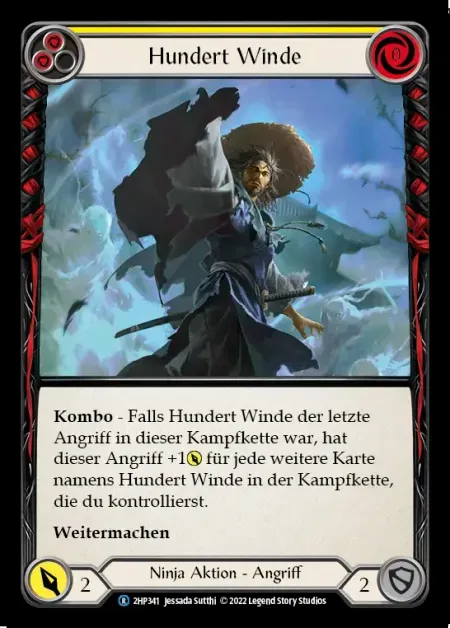 Hundert Winde
0
Kombo - Falls Hundert Winde der letzte
Angriff in dieser Kampfkette war, hat
dieser Angriff +1 für jede weitere Karte
namens Hundert Winde in der Kampfkette,
die du kontrollierst.
Weitermachen
2 Ninja Aktion - Angriff 2
R 2HP341 Jessada Sutthi © 2022 Legend Story Studios